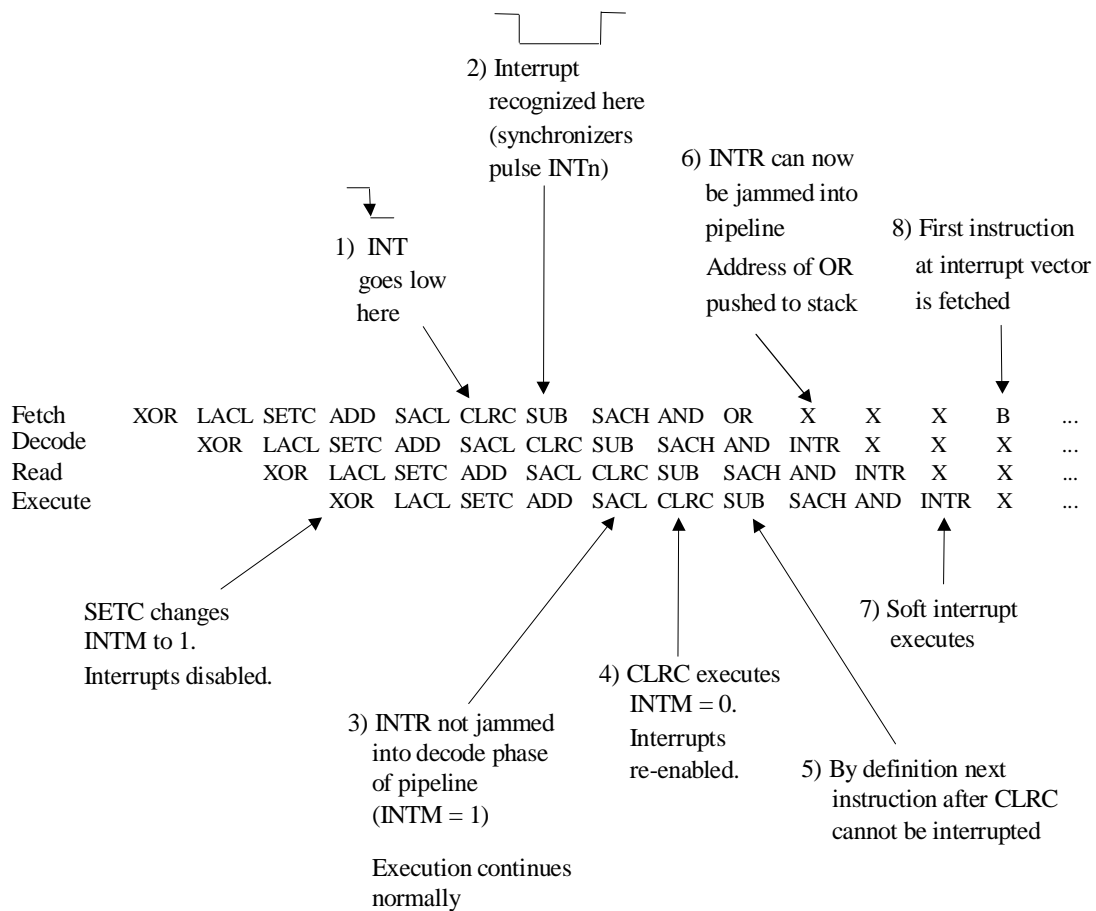 2) Interrupt
recognized here
(synchronizers
pulse INTn)
6) INTR can now
be jammed into
pipeline
Address of OR
pushed to stack
1) INT
goes low
here
8) First instruction
at interrupt vector
is fetched
Fetch XOR LACL SETC ADD SACL CLRC SUB SACH AND OR X X X B ...
Decode XOR LACL SETC ADD SACL CLRC SUB SACH AND INTR X X X ...
Read XOR LACL SETC ADD SACL CLRC SUB SACH AND INTR X X ...
Execute XOR LACL SETC ADD SACL CLRC SUB SACH AND INTR X ...
SETC changes
INTM to 1.
Interrupts disabled.
3) INTR not jammed
into decode phase
of pipeline
(INTM = 1)
Execution continues
normally
4) CLRC executes
INTM = 0.
Interrupts
re-enabled.
7) Soft interrupt
executes
5) By definition next
instruction after CLRC
cannot be interrupted